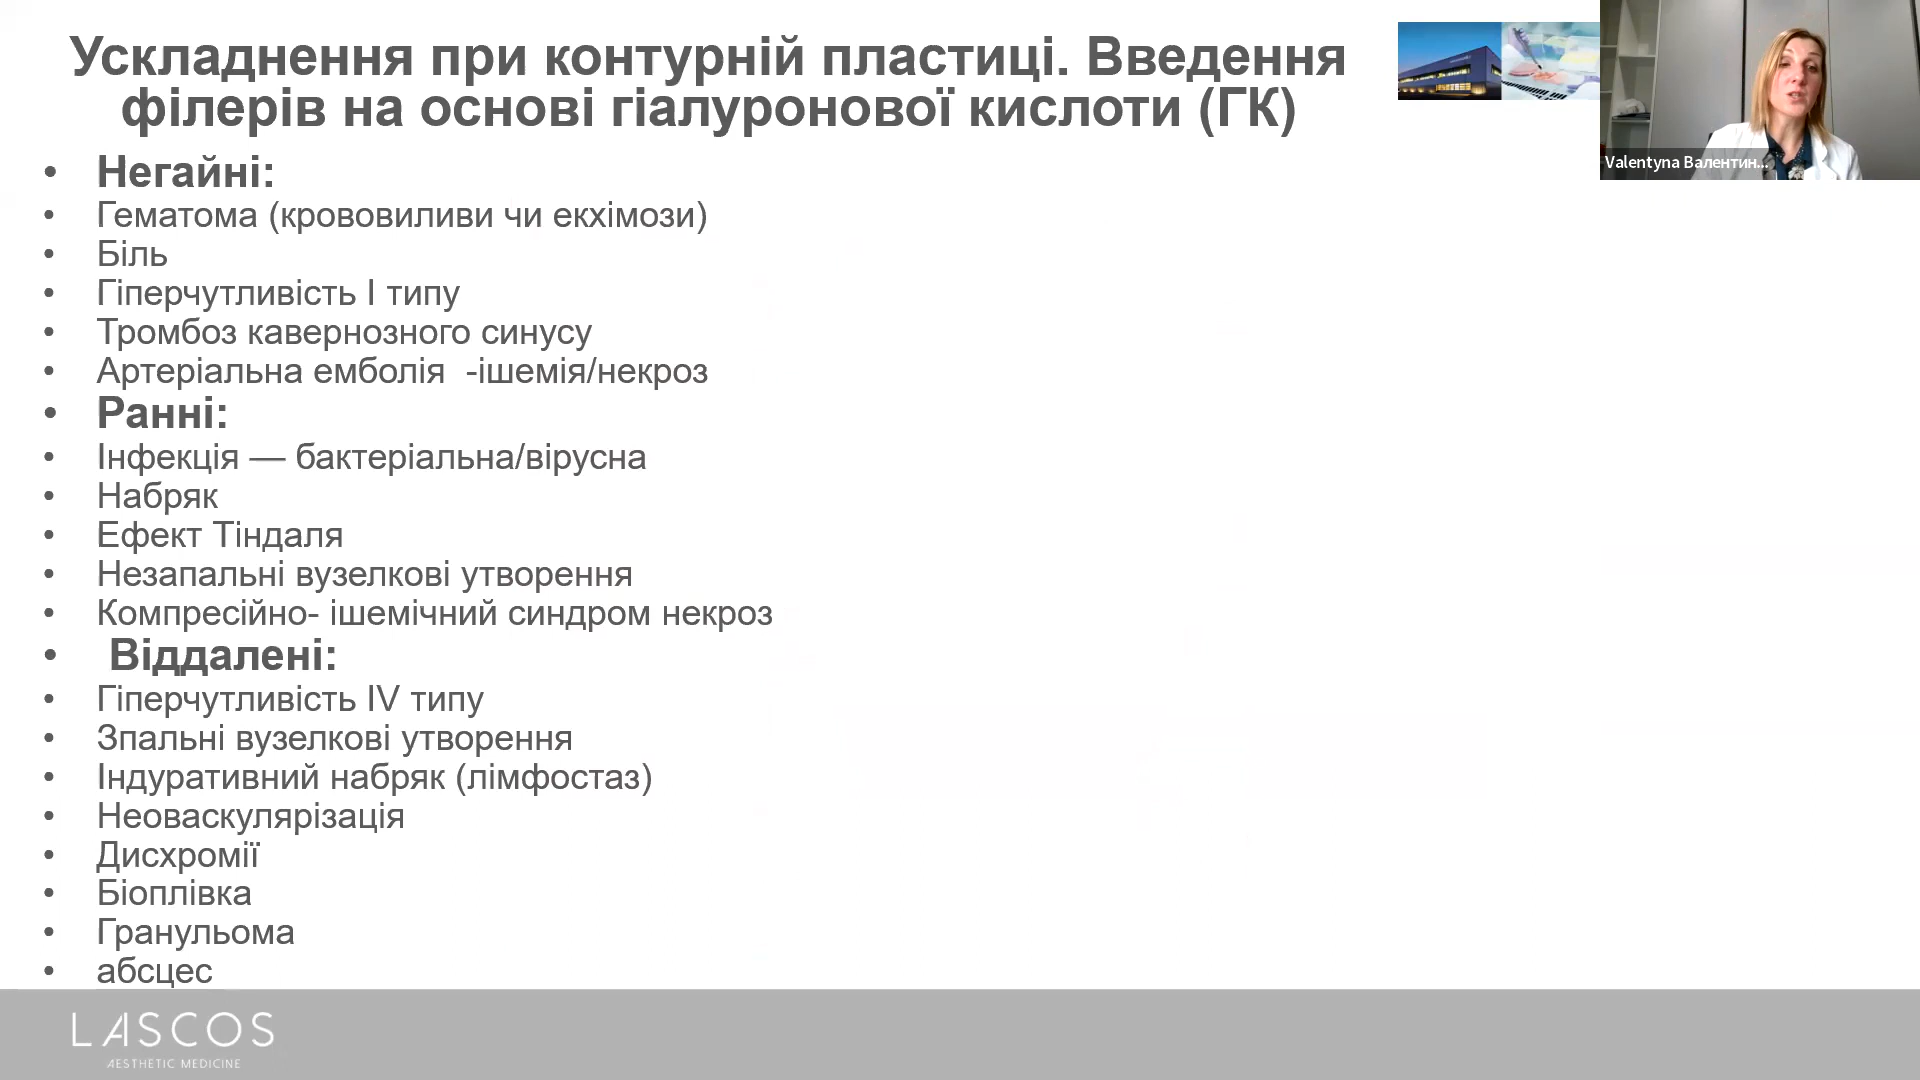 Ускладнення при контурній пластиці. Введення
філерів на основі гіалуронової кислоти (ГК)
Valentyna Валентин...
• Негайні:
• Гематома (крововиливи чи екхімози)
• Біль
• Гіперчутливість I типу
• Тромбоз кавернозного синусу
• Артеріальна емболія -ішемія/некроз
• Ранні:
• Інфекція — бактеріальна/вірусна
• Набряк
• Ефект Тіндаля
• Незапальні вузелкові утворення
• Компресійно- ішемічний синдром некроз
• Віддалені:
• Гіперчутливість IV типу
• Зпальні вузелкові утворення
• Індуративний набряк (лімфостаз)
• Неоваскулярізація
• Дисхромії
• Біоплівка
• Гранульома
• абсцес
LASCOS
AESTHETIC MEDICINE